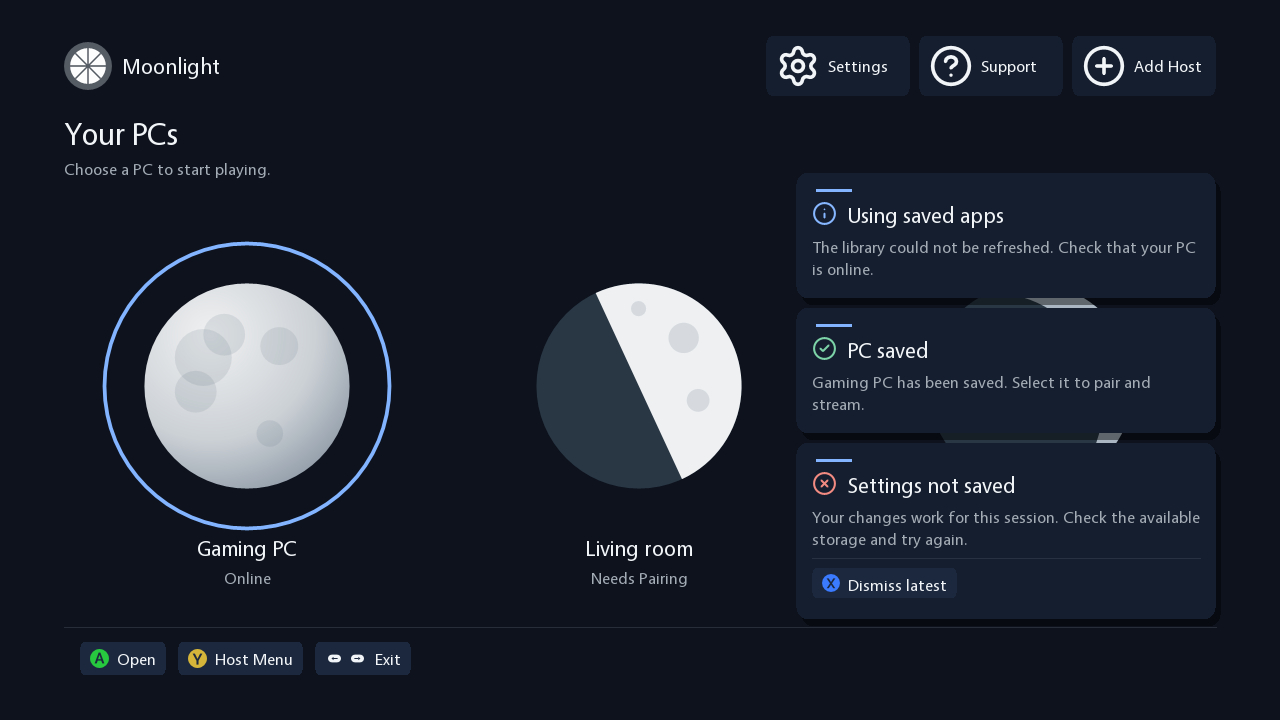 Moonlight
Settings
Support
Add Host
Your PCs
Choose a PC to start playing.
Using saved apps
The library could not be refreshed. Check that your PC
is online.
PC saved
Gaming PC has been saved. Select it to pair and
stream.
Settings not saved
Your changes work for this session. Check the available
storage and try again.
X Dismiss latest
Gaming PC
Online
Living room
Needs Pairing
A Open
Y Host Menu
Exit